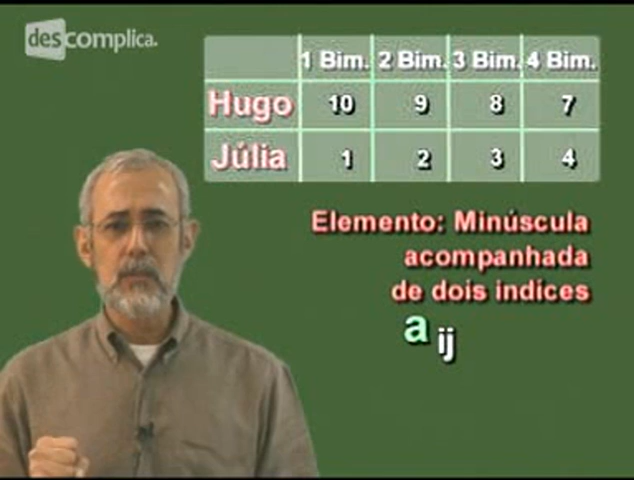 descomplica.
1 Bim. 2 Bim. 3 Bim. 4 Bim.
Hugo 10 9 8 7
Júlia 1 2 3 4
Elemento: Minúscula
acompanhada
de dois indices
a ij